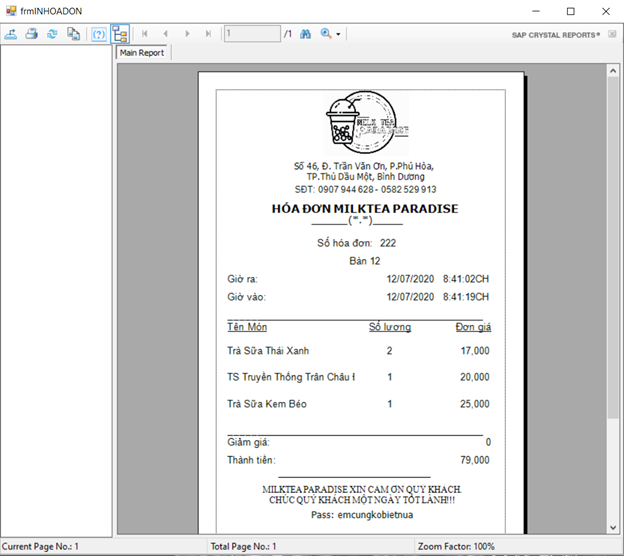 frmINHOADON
1 /1
SAP CRYSTAL REPORTS®
Main Report
MILK TEA
PARADISE
Số 46, Đ. Trần Văn Ơn, P.Phú Hòa,
TP.Thủ Dầu Một, Bình Dương
SĐT: 0907 944 628 - 0582 529 913
HÓA ĐƠN MILKTEA PARADISE
______(*.*)______
Số hóa đơn: 222
Bàn 12
Giờ ra: 12/07/2020 8:41:02CH
Giờ vào: 12/07/2020 8:41:19CH
Tên Món Số lượng Đơn giá
Trà Sữa Thái Xanh 2 17,000
TS Truyền Thống Trân Châu Đ 1 20,000
Trà Sữa Kem Béo 1 25,000
Giảm giá: 0
Thành tiền: 79,000
MILKTEA PARADISE XIN CẢM ƠN QUÝ KHÁCH.
CHÚC QUÝ KHÁCH MỘT NGÀY TỐT LÀNH!!!
Pass: emcungkobietnua
Current Page No.: 1 Total Page No.: 1 Zoom Factor: 100%